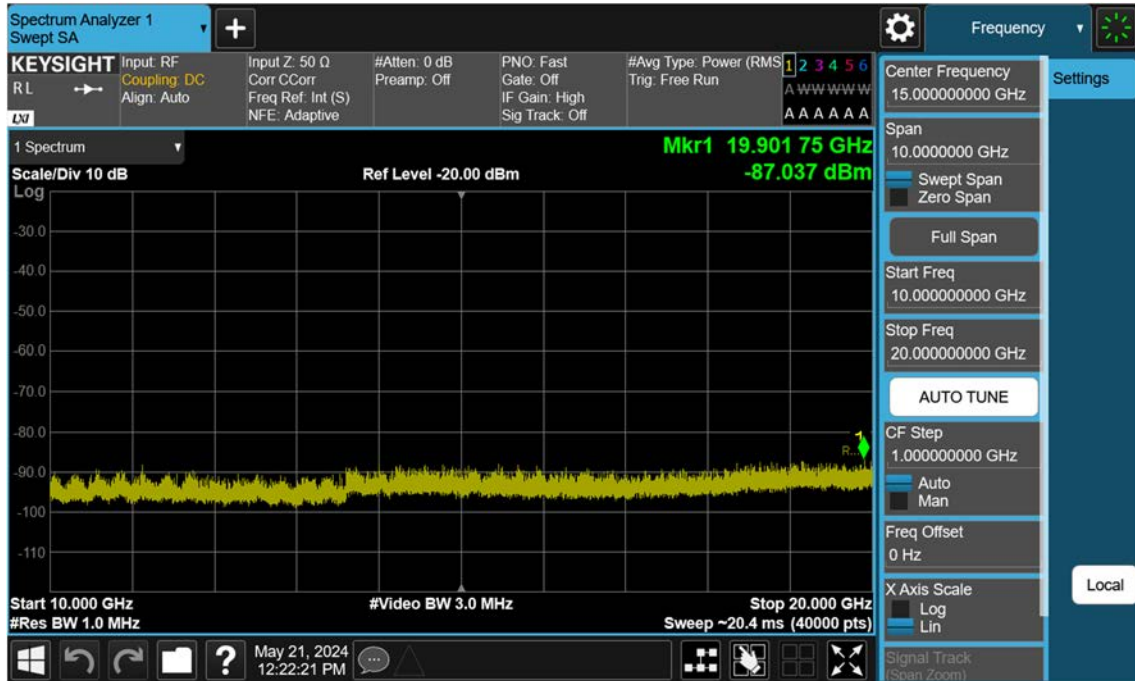 Spectrum Analyzer 1
Swept SA
Frequency
KEYSIGHT
R L
LXI
Input: RF
Coupling: DC
Align: Auto
Input Z: 50 Ω
Corr CCorr
Freq Ref: Int (S)
NFE: Adaptive
#Atten: 0 dB
Preamp: Off
PNO: Fast
Gate: Off
IF Gain: High
Sig Track: Off
#Avg Type: Power (RMS
Trig: Free Run
1 2 3 4 5 6
A W W W W W
A A A A A A
Center Frequency
15.000000000 GHz
Settings
1 Spectrum
Mkr1 19.901 75 GHz
Scale/Div 10 dB
Ref Level -20.00 dBm
-87.037 dBm
Log
-30.0
-40.0
-50.0
-60.0
-70.0
-80.0
-90.0
-100
-110
1
R...
Start 10.000 GHz
#Video BW 3.0 MHz
Stop 20.000 GHz
#Res BW 1.0 MHz
Sweep ~20.4 ms (40000 pts)
Span
10.0000000 GHz
Swept Span
Zero Span
Full Span
Start Freq
10.000000000 GHz
Stop Freq
20.000000000 GHz
AUTO TUNE
CF Step
1.000000000 GHz
Auto
Man
Freq Offset
0 Hz
X Axis Scale
Log
Lin
Local
Signal Track
(Span Zoom)
?
May 21, 2024
12:22:21 PM